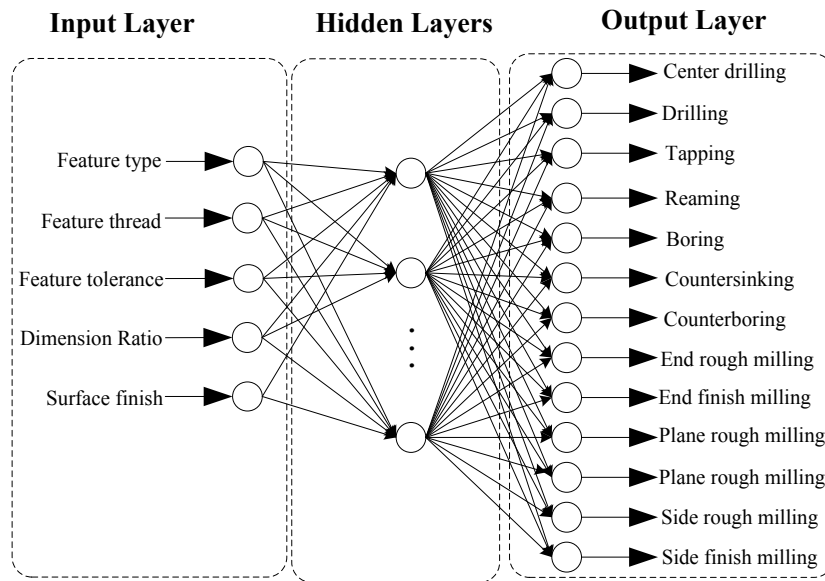 Input Layer
Hidden Layers
Output Layer
Feature type
Feature thread
Feature tolerance
Dimension Ratio
Surface finish
Center drilling
Drilling
Tapping
Reaming
Boring
Countersinking
Counterboring
End rough milling
End finish milling
Plane rough milling
Plane rough milling
Side rough milling
Side finish milling